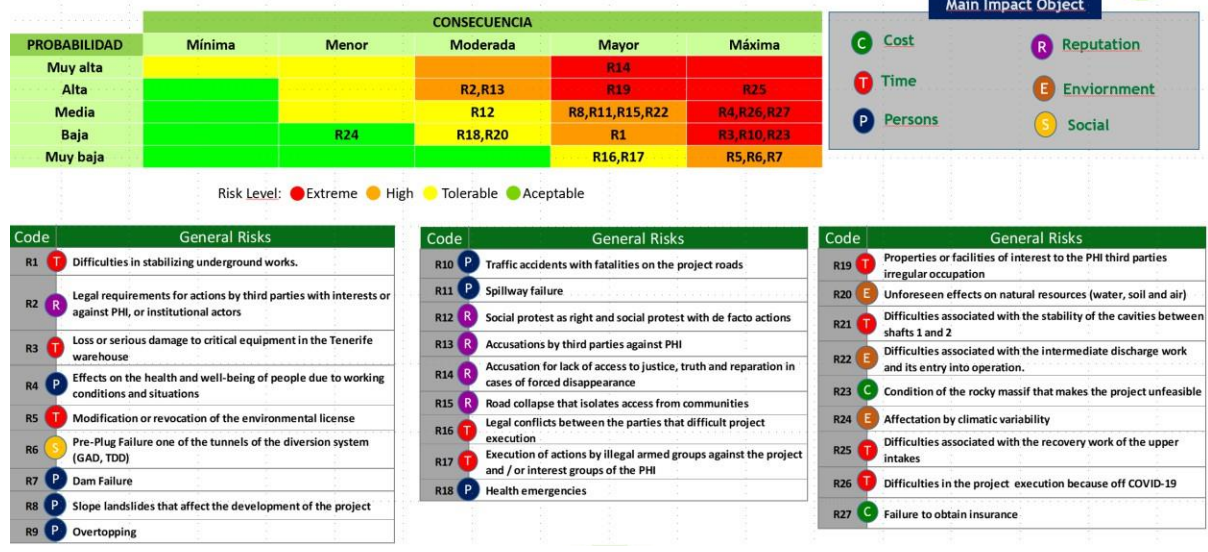 Main Impact Object
CONSECUENCIA
PROBABILIDAD Mínima Menor Moderada Mayor Máxima
Muy alta R14
Alta R2,R13 R19 R25
Media R12 R8,R11,R15,R22 R4,R26,R27
Baja R24 R18,R20 R1 R3,R10,R23
Muy baja R16,R17 R5,R6,R7
C Cost
R Reputation
T Time
E Enviornment
P Persons
S Social
Risk Level: Extreme High Tolerable Aceptable
Code General Risks
R1 T Difficulties in stabilizing underground works.
R2 R Legal requirements for actions by third parties with interests or
against PHI, or institutional actors
R3 T Loss or serious damage to critical equipment in the Tenerife
warehouse
R4 P Effects on the health and well-being of people due to working
conditions and situations
R5 T Modification or revocation of the environmental license
R6 S Pre-Plug Failure one of the tunnels of the diversion system
(GAD, TDD)
R7 P Dam Failure
R8 P Slope landslides that affect the development of the project
R9 P Overtopping
Code General Risks
R10 P Traffic accidents with fatalities on the project roads
R11 P Spillway failure
R12 R Social protest as right and social protest with de facto actions
R13 R Accusations by third parties against PHI
R14 R Accusation for lack of access to justice, truth and reparation in
cases of forced disappearance
R15 R Road collapse that isolates access from communities
R16 T Legal conflicts between the parties that difficult project
execution
R17 T Execution of actions by illegal armed groups against the project
and / or interest groups of the PHI
R18 P Health emergencies
Code General Risks
R19 T Properties or facilities of interest to the PHI third parties
irregular occupation
R20 E Unforeseen effects on natural resources (water, soil and air)
R21 T Difficulties associated with the stability of the cavities between
shafts 1 and 2
R22 E Difficulties associated with the intermediate discharge work
and its entry into operation.
R23 C Condition of the rocky massif that makes the project unfeasible
R24 E Affectation by climatic variability
R25 T Difficulties associated with the recovery work of the upper
intakes
R26 T Difficulties in the project execution because off COVID-19
R27 C Failure to obtain insurance